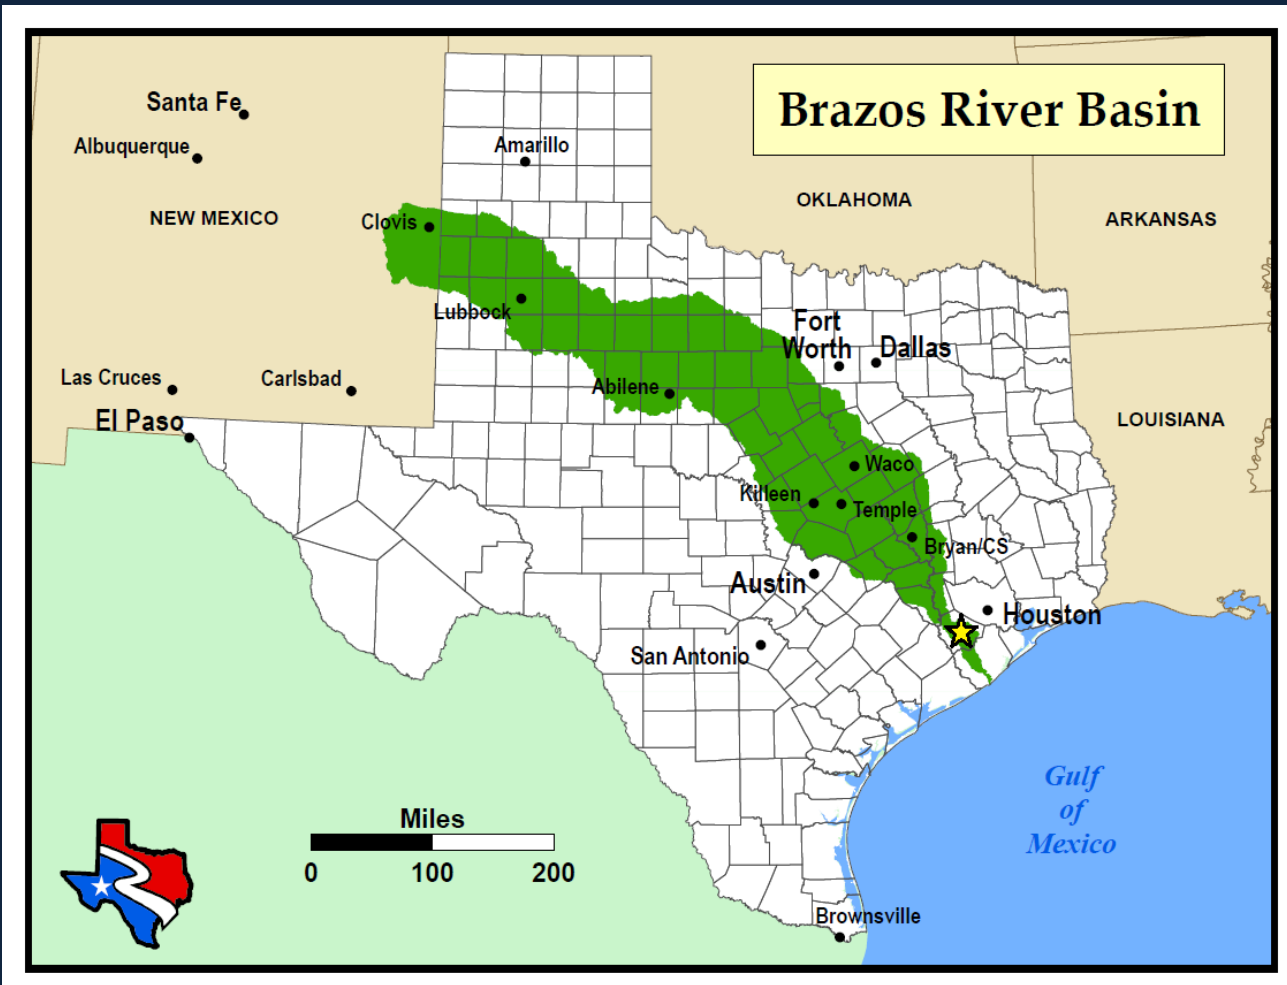 Brazos River Basin
Santa Fe
Albuquerque
Amarillo
OKLAHOMA
NEW MEXICO
ARKANSAS
Clovis
Lubbock
Fort
Worth
Dallas
Las Cruces
Carlsbad
Abilene
El Paso
LOUISIANA
Waco
Killeen
Temple
Bryan/CS
Austin
Houston
San Antonio
Gulf
of
Mexico
Miles
0 100 200
Brownsville